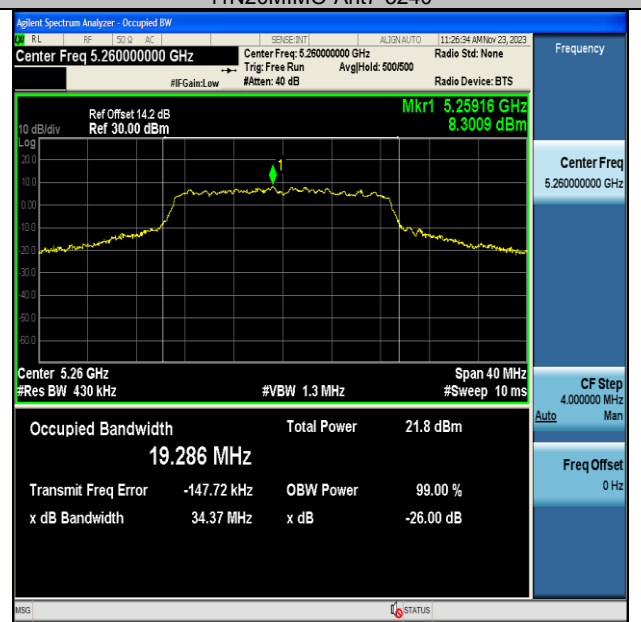 Agilent Spectrum Analyzer - Occupied BW
RL RF 50 Ω AC SENSE:INT ALIGN AUTO 11:26:34 AM Nov 23, 2023
Center Freq 5.260000000 GHz
Center Freq: 5.260000000 GHz
Radio Std: None
Trig: Free Run Avg|Hold: 500/500
#IFGain:Low #Atten: 40 dB Radio Device: BTS
Frequency
Ref Offset 14.2 dB
10 dB/div Ref 30.00 dBm
Mkr1 5.25916 GHz
8.3009 dBm
Log
20.0
10.0
0.00
-10.0
-20.0
-30.0
-40.0
-50.0
-60.0
1
Center 5.26 GHz Span 40 MHz
#Res BW 430 kHz #VBW 1.3 MHz #Sweep 10 ms
Occupied Bandwidth Total Power 21.8 dBm
19.286 MHz
Transmit Freq Error -147.72 kHz OBW Power 99.00 %
x dB Bandwidth 34.37 MHz x dB -26.00 dB
Center Freq
5.260000000 GHz
CF Step
4.000000 MHz
Auto Man
Freq Offset
0 Hz
MSG STATUS